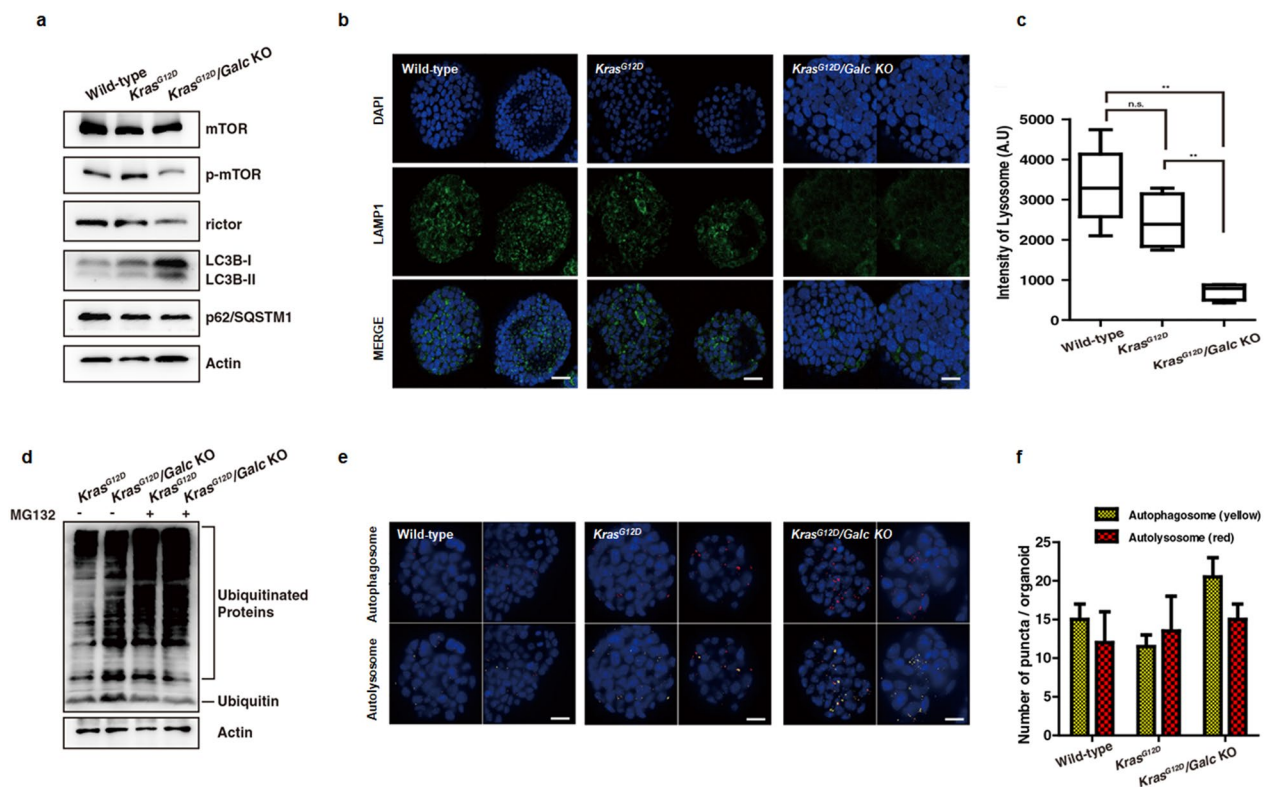 a
Wild-type
Kras^G12D
Kras^G12D/Galc KO
mTOR
p-mTOR
rictor
LC3B-I
LC3B-II
p62/SQSTM1
Actin
b
Wild-type
Kras^G12D
Kras^G12D/Galc KO
DAPI
LAMP1
MERGE
c
**
n.s.
**
Intensity of Lysosome (A.U)
5000
4000
3000
2000
1000
0
Wild-type
Kras^G12D
Kras^G12D/Galc KO
d
Kras^G12D
Kras^G12D/Galc KO
Kras^G12D
Kras^G12D/Galc KO
MG132 - - + +
Ubiquitinated
Proteins
Ubiquitin
Actin
e
Wild-type
Kras^G12D
Kras^G12D/Galc KO
Autophagosome
Autolysosome
f
Autophagosome (yellow)
Autolysosome (red)
Number of puncta / organoid
25
20
15
10
5
0
Wild-type
Kras^G12D
Kras^G12D/Galc KO